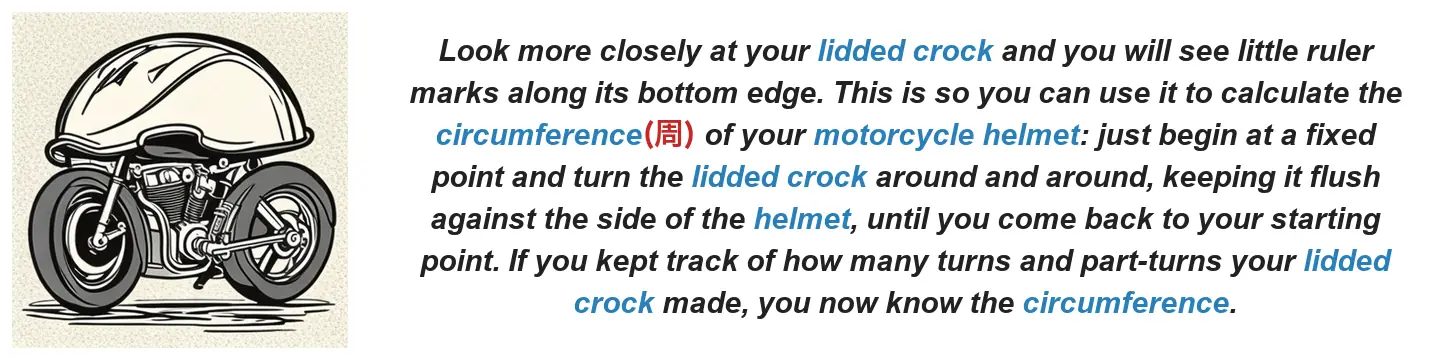 Look more closely at your lidded crock and you will see little ruler
marks along its bottom edge. This is so you can use it to calculate the
circumference(周) of your motorcycle helmet: just begin at a fixed
point and turn the lidded crock around and around, keeping it flush
against the side of the helmet, until you come back to your starting
point. If you kept track of how many turns and part-turns your lidded
crock made, you now know the circumference.